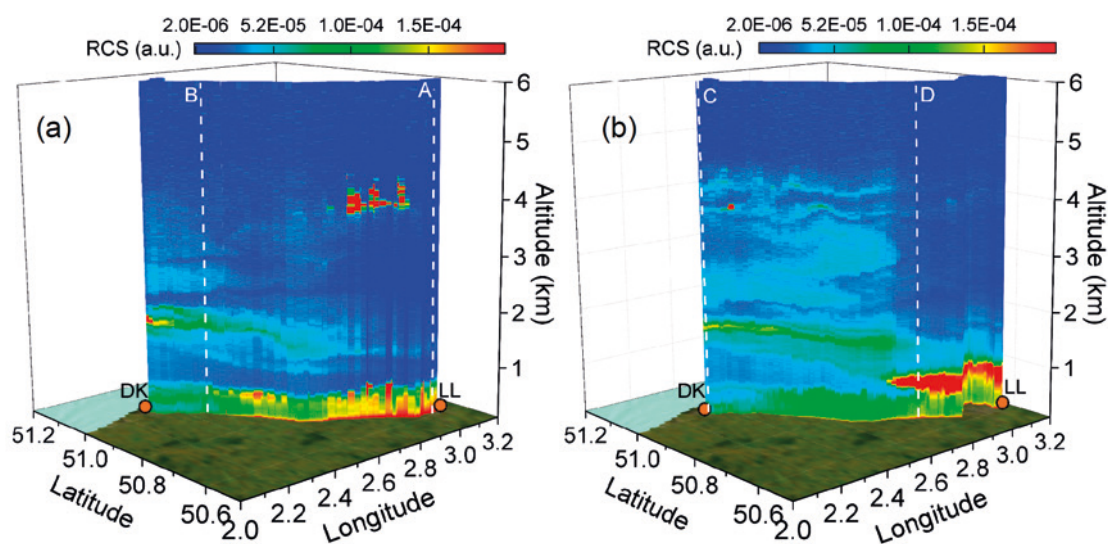 2.0E-06 5.2E-05 1.0E-04 1.5E-04
RCS (a.u.)
(a)
B
A
6
5
4
3
2
1
Altitude (km)
DK
LL
51.2
51.0
50.8
50.6
Latitude
2.0
2.2
2.4
2.6
2.8
3.0
3.2
Longitude
2.0E-06 5.2E-05 1.0E-04 1.5E-04
RCS (a.u.)
(b)
C
D
6
5
4
3
2
1
Altitude (km)
DK
LL
51.2
51.0
50.8
50.6
Latitude
2.0
2.2
2.4
2.6
2.8
3.0
3.2
Longitude